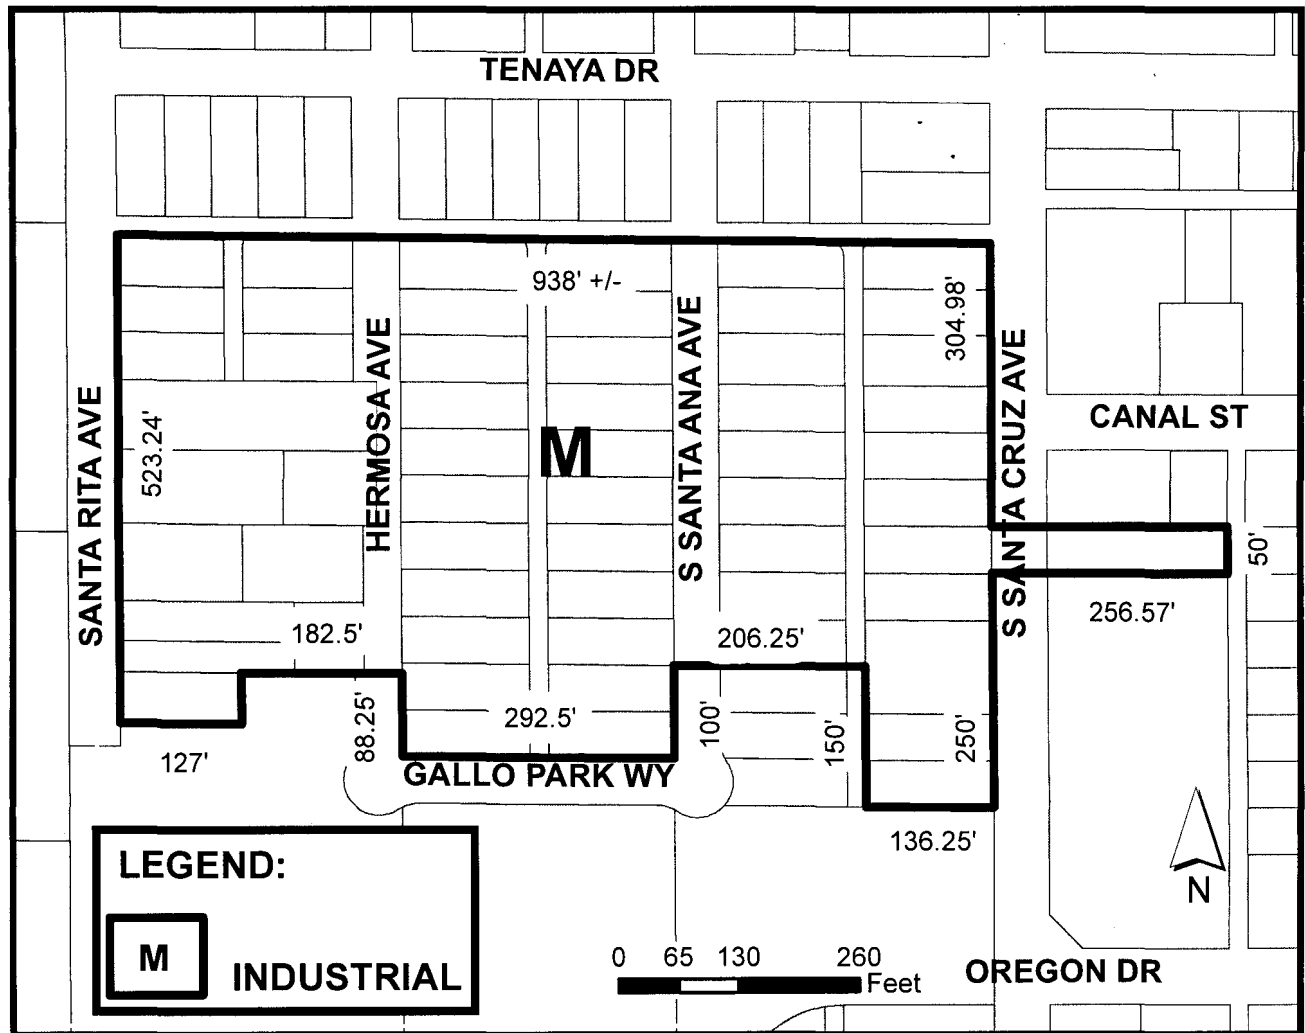 TENAYA DR
938' +/-
304.98'
SANTA RITA AVE
523.24'
HERMOSA AVE
M
S SANTA ANA AVE
S SANTA CRUZ AVE
CANAL ST
50'
256.57'
182.5'
206.25'
127'
88.25'
292.5'
100'
150'
250'
GALLO PARK WY
136.25'
LEGEND:
M INDUSTRIAL
N
0 65 130 260
Feet
OREGON DR